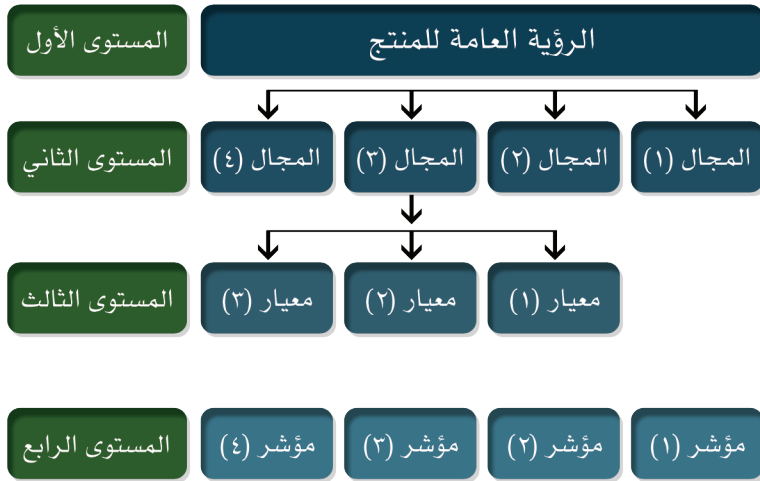 المستوى الأول
الرؤية العامة للمنتج
المستوى الثاني
المجال (١)
المجال (٢)
المجال (٣)
المجال (٤)
المستوى الثالث
معيار (١)
معيار (٢)
معيار (٣)
المستوى الرابع
مؤشر (١)
مؤشر (٢)
مؤشر (٣)
مؤشر (٤)